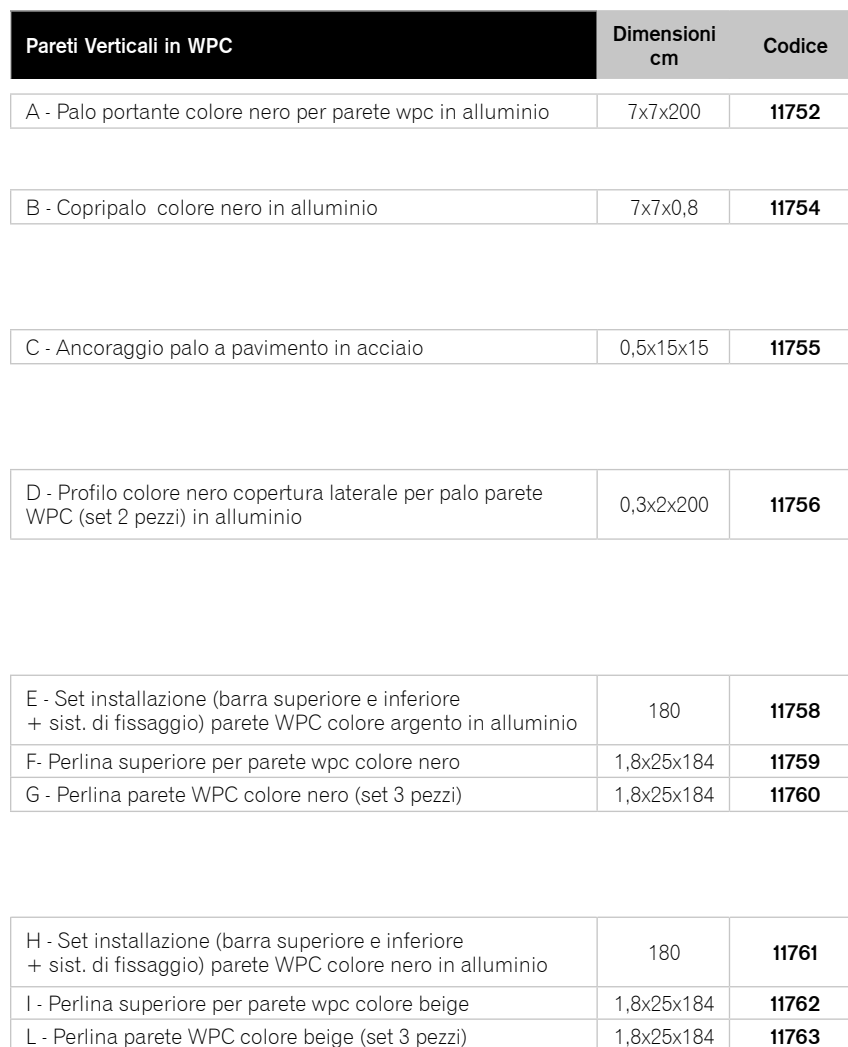 Pareti Verticali in WPC Dimensioni cm Codice
A - Palo portante colore nero per parete wpc in alluminio 7x7x200 11752
B - Copripalo  colore nero in alluminio 7x7x0,8 11754
C - Ancoraggio palo a pavimento in acciaio 0,5x15x15 11755
D - Profilo colore nero copertura laterale per palo parete
WPC (set 2 pezzi) in alluminio 0,3x2x200 11756
E - Set installazione (barra superiore e inferiore
+ sist. di fissaggio) parete WPC colore argento in alluminio 180 11758
F- Perlina superiore per parete wpc colore nero 1,8x25x184 11759
G - Perlina parete WPC colore nero (set 3 pezzi) 1,8x25x184 11760
H - Set installazione (barra superiore e inferiore
+ sist. di fissaggio) parete WPC colore nero in alluminio 180 11761
I - Perlina superiore per parete wpc colore beige 1,8x25x184 11762
L - Perlina parete WPC colore beige (set 3 pezzi) 1,8x25x184 11763